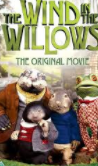 THE WIND IN THE
WILLOWS
THE ORIGINAL MOVIE